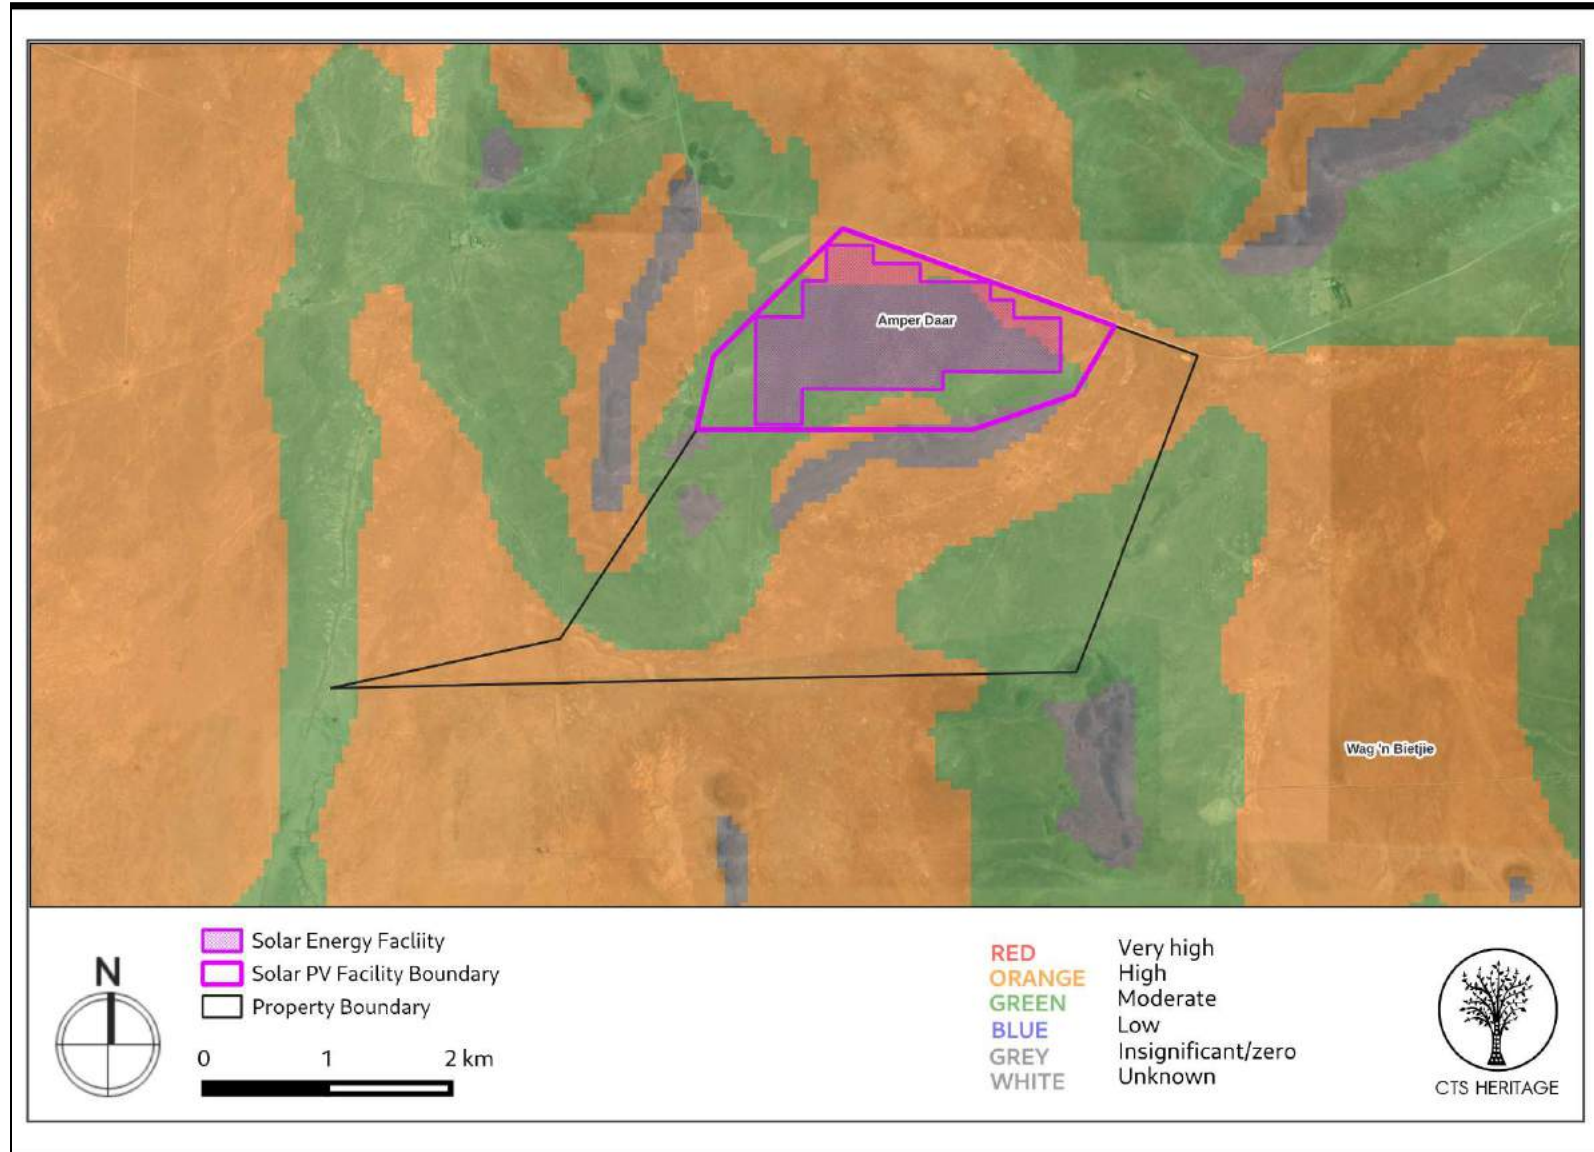 Amper Daar
Wag 'n Bietjie
N
Solar Energy Facliity
Solar PV Facility Boundary
Property Boundary
0 1 2 km
RED Very high
ORANGE High
GREEN Moderate
BLUE Low
GREY Insignificant/zero
WHITE Unknown
CTS HERITAGE